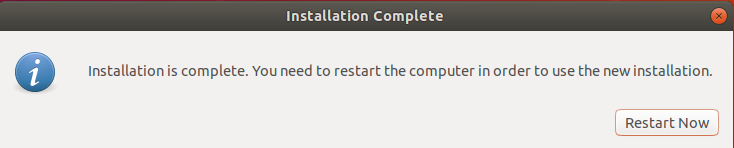 Installation Complete
Installation is complete. You need to restart the computer in order to use the new installation.
Restart Now